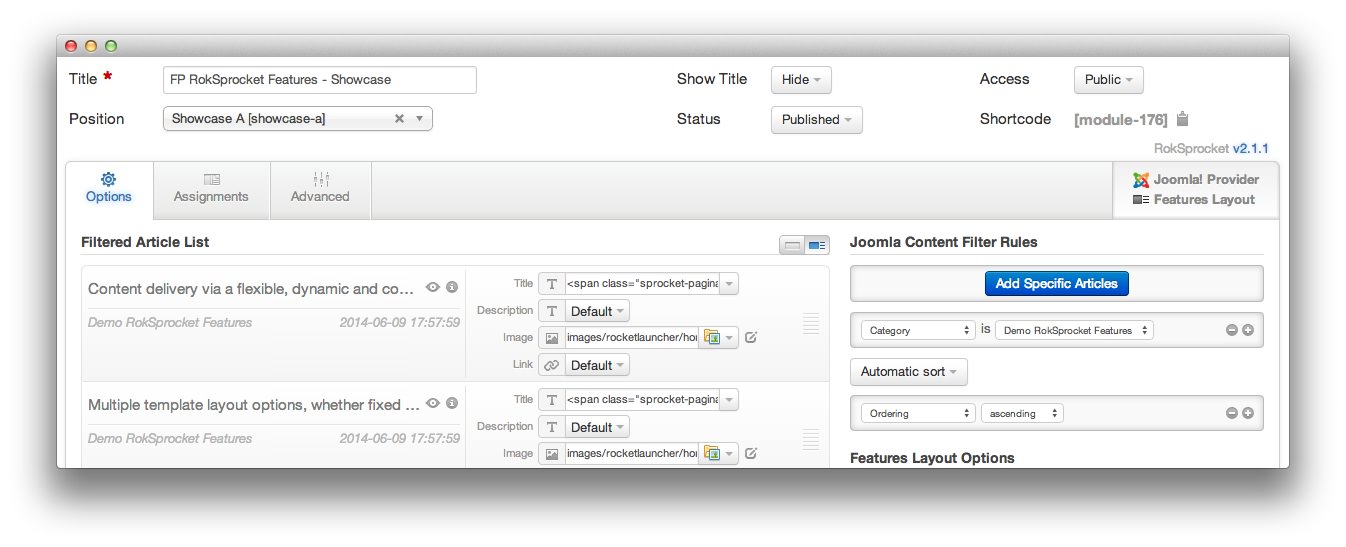 Title * FP RokSprocket Features - Showcase Show Title Hide Access Public
Position Showcase A [showcase-a] Status Published Shortcode [module-176]
RokSprocket v2.1.1
Options Assignments Advanced
Joomla! Provider
Features Layout
Filtered Article List
Content delivery via a flexible, dynamic and co...
Demo RokSprocket Features 2014-06-09 17:57:59
Title T <span class="sprocket-pagina
Description T Default
Image images/rocketlauncher/hor
Link Default
Multiple template layout options, whether fixed ...
Demo RokSprocket Features 2014-06-09 17:57:59
Title T <span class="sprocket-pagina
Description T Default
Image images/rocketlauncher/hor
Joomla Content Filter Rules
Add Specific Articles
Category is Demo RokSprocket Features
Automatic sort
Ordering ascending
Features Layout Options